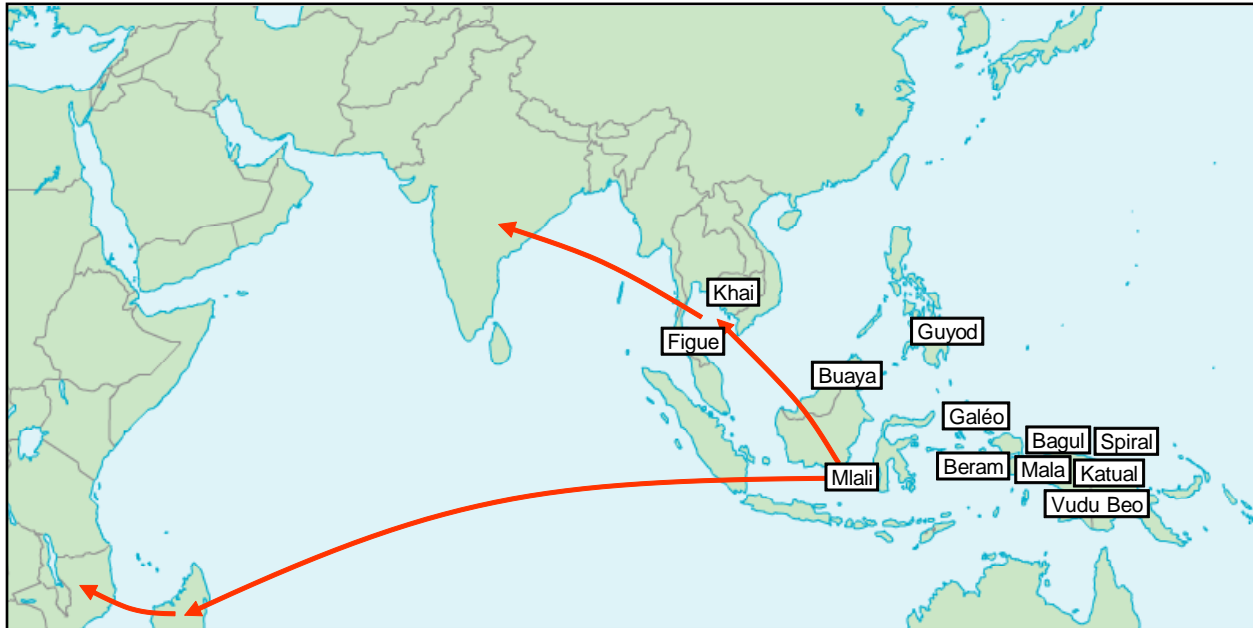 Khai
Figue
Guyod
Buaya
Galéo
Bagul
Spiral
Beram
Mala
Katual
Mlali
Vudu Beo